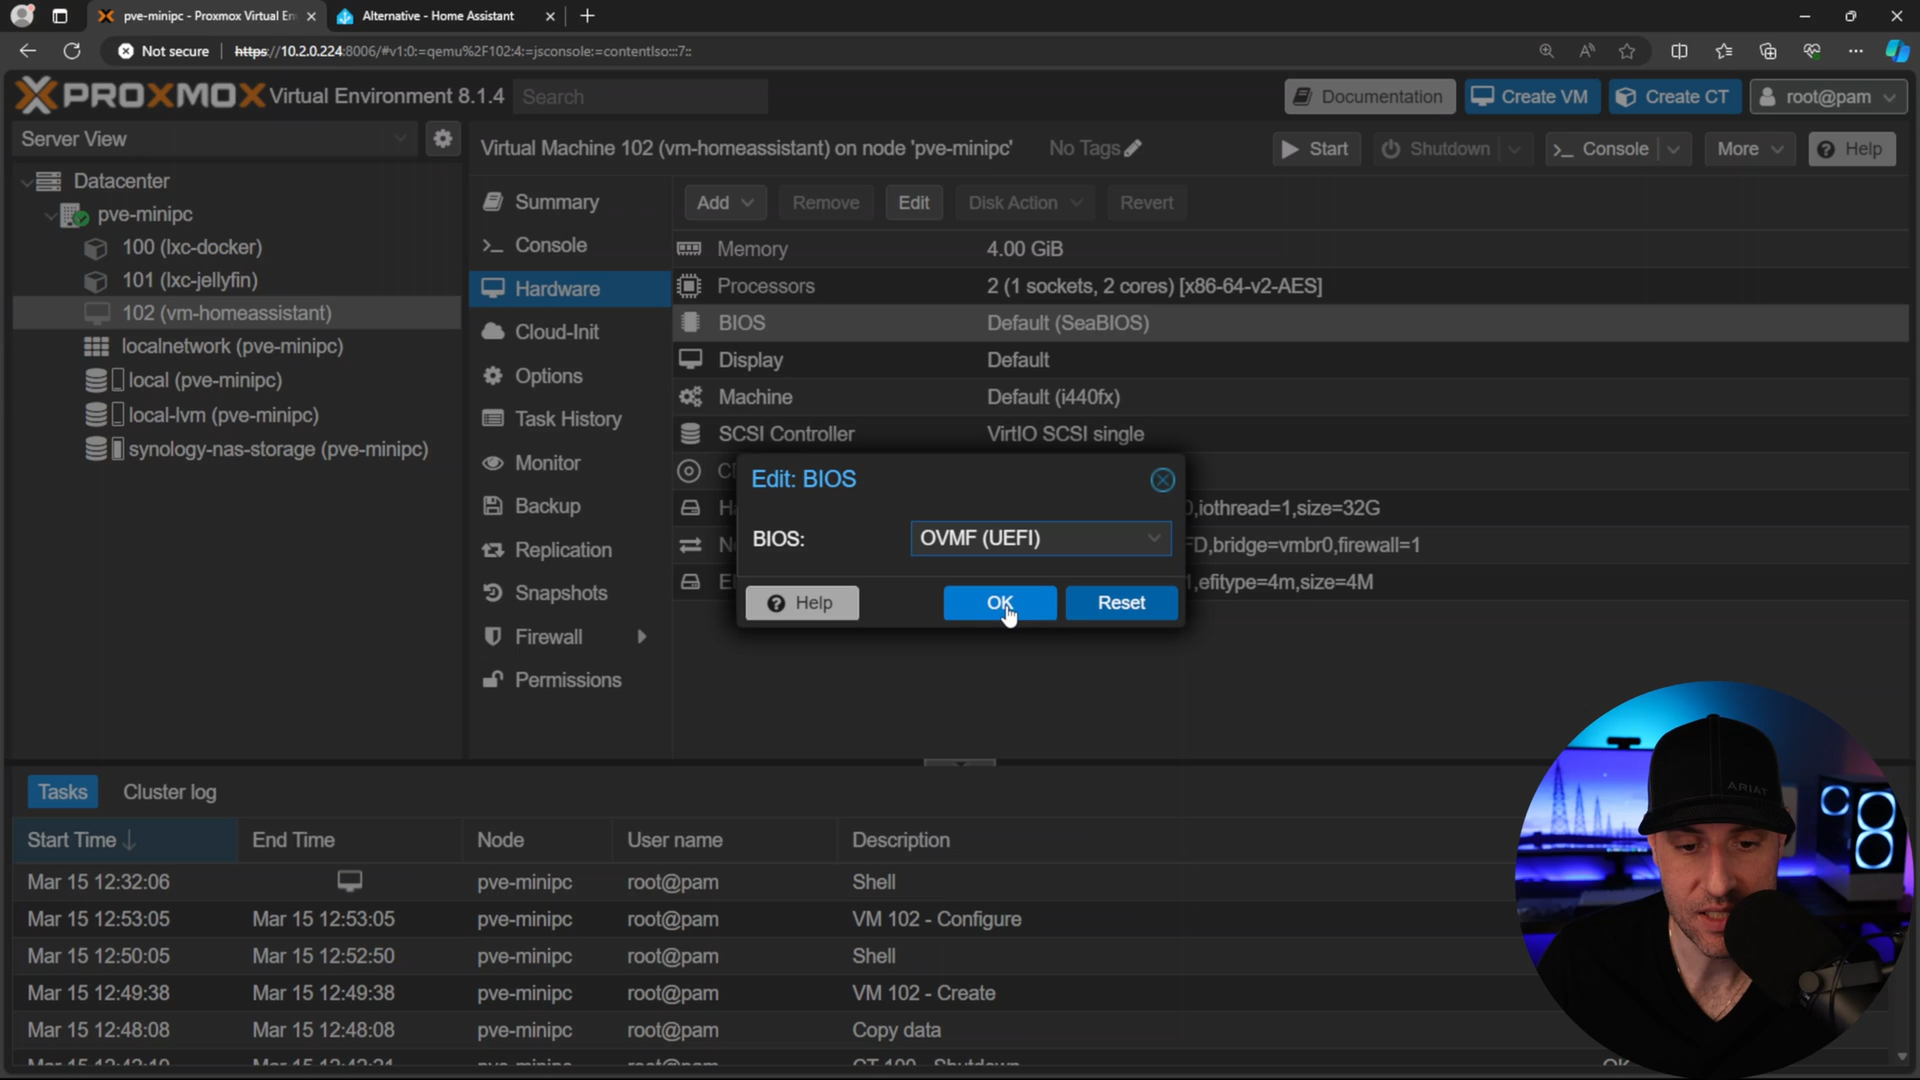 pve-minipc - Proxmox Virtual En
Alternative - Home Assistant
Not secure
https://10.2.0.224:8006/#v1:0:=qemu%2F102:4:=jsconsole:=contentIso:::7::
PROXMOX Virtual Environment 8.1.4
Search
Documentation
Create VM
Create CT
root@pam
Server View
Virtual Machine 102 (vm-homeassistant) on node 'pve-minipc'
No Tags
Start
Shutdown
Console
More
Help
Datacenter
pve-minipc
100 (lxc-docker)
101 (lxc-jellyfin)
102 (vm-homeassistant)
localnetwork (pve-minipc)
local (pve-minipc)
local-lvm (pve-minipc)
synology-nas-storage (pve-minipc)
Summary
Console
Hardware
Cloud-Init
Options
Task History
Monitor
Backup
Replication
Snapshots
Firewall
Permissions
Add
Remove
Edit
Disk Action
Revert
Memory 4.00 GiB
Processors 2 (1 sockets, 2 cores) [x86-64-v2-AES]
BIOS Default (SeaBIOS)
Display Default
Machine Default (i440fx)
SCSI Controller VirtIO SCSI single
,iothread=1,size=32G
,bridge=vmbr0,firewall=1
,efitype=4m,size=4M
Edit: BIOS
BIOS: OVMF (UEFI)
Help
OK
Reset
Tasks
Cluster log
Start Time End Time Node User name Description
Mar 15 12:32:06 pve-minipc root@pam Shell
Mar 15 12:53:05 Mar 15 12:53:05 pve-minipc root@pam VM 102 - Configure
Mar 15 12:50:05 Mar 15 12:52:50 pve-minipc root@pam Shell
Mar 15 12:49:38 Mar 15 12:49:38 pve-minipc root@pam VM 102 - Create
Mar 15 12:48:08 Mar 15 12:48:08 pve-minipc root@pam Copy data
ARIAT